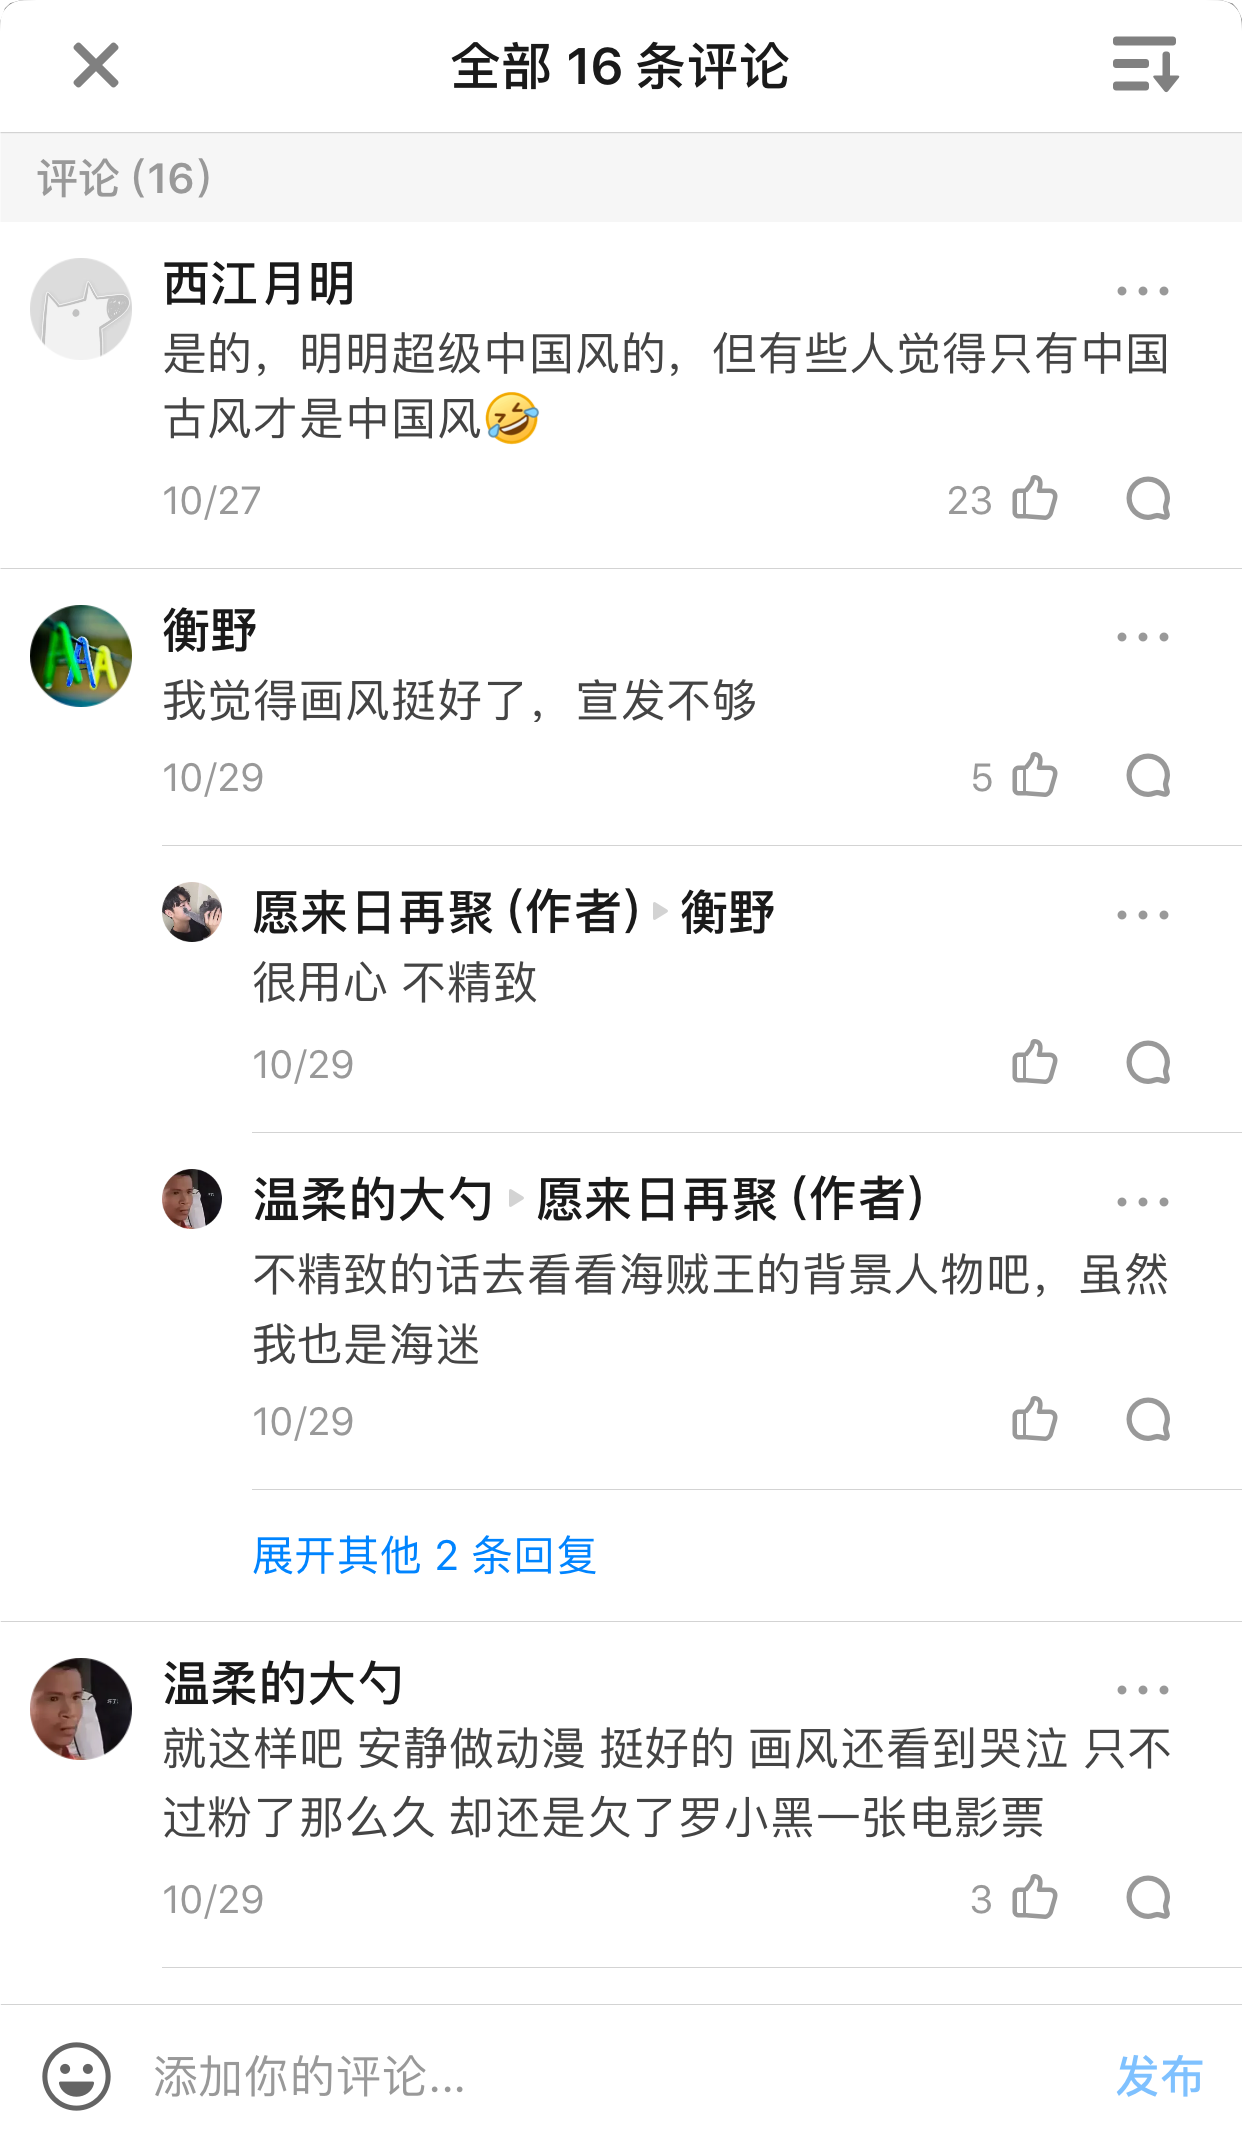 全部 16 条评论
评论 (16)
西江月明
是的，明明超级中国风的，但有些人觉得只有中国
古风才是中国风🤣
10/27
23
衡野
我觉得画风挺好了，宣发不够
10/29
5
愿来日再聚 (作者) ▸ 衡野
很用心 不精致
10/29
温柔的大勺 ▸ 愿来日再聚 (作者)
不精致的话去看看海贼王的背景人物吧，虽然
我也是海迷
10/29
展开其他 2 条回复
温柔的大勺
就这样吧 安静做动漫 挺好的 画风还看到哭泣 只不
过粉了那么久 却还是欠了罗小黑一张电影票
10/29
3
添加你的评论...
发布